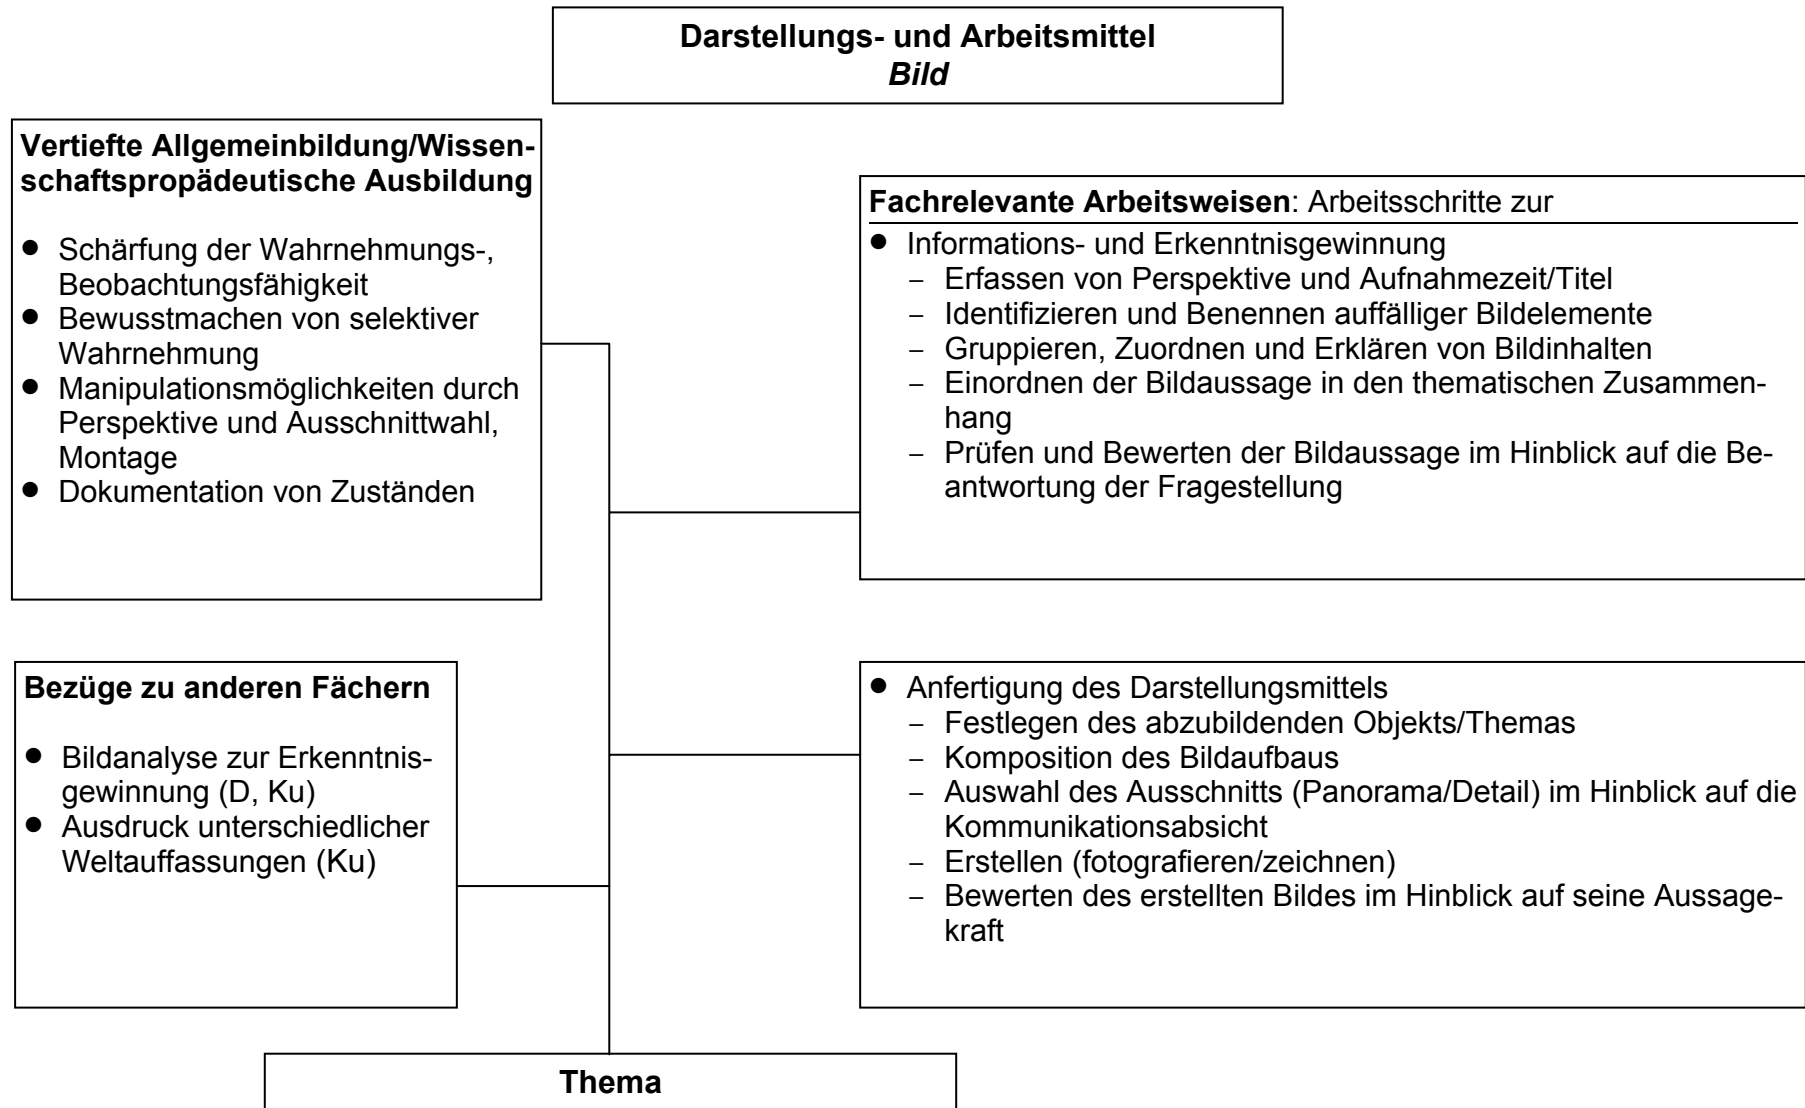 Darstellungs- und Arbeitsmittel
Bild
Vertiefte Allgemeinbildung/Wissen-
schaftspropädeutische Ausbildung
● Schärfung der Wahrnehmungs-,
Beobachtungsfähigkeit
● Bewusstmachen von selektiver
Wahrnehmung
● Manipulationsmöglichkeiten durch
Perspektive und Ausschnittwahl,
Montage
● Dokumentation von Zuständen
Fachrelevante Arbeitsweisen: Arbeitsschritte zur
● Informations- und Erkenntnisgewinnung
– Erfassen von Perspektive und Aufnahmezeit/Titel
– Identifizieren und Benennen auffälliger Bildelemente
– Gruppieren, Zuordnen und Erklären von Bildinhalten
– Einordnen der Bildaussage in den thematischen Zusammen-
hang
– Prüfen und Bewerten der Bildaussage im Hinblick auf die Be-
antwortung der Fragestellung
Bezüge zu anderen Fächern
● Bildanalyse zur Erkenntnis-
gewinnung (D, Ku)
● Ausdruck unterschiedlicher
Weltauffassungen (Ku)
● Anfertigung des Darstellungsmittels
– Festlegen des abzubildenden Objekts/Themas
– Komposition des Bildaufbaus
– Auswahl des Ausschnitts (Panorama/Detail) im Hinblick auf die
Kommunikationsabsicht
– Erstellen (fotografieren/zeichnen)
– Bewerten des erstellten Bildes im Hinblick auf seine Aussage-
kraft
Thema